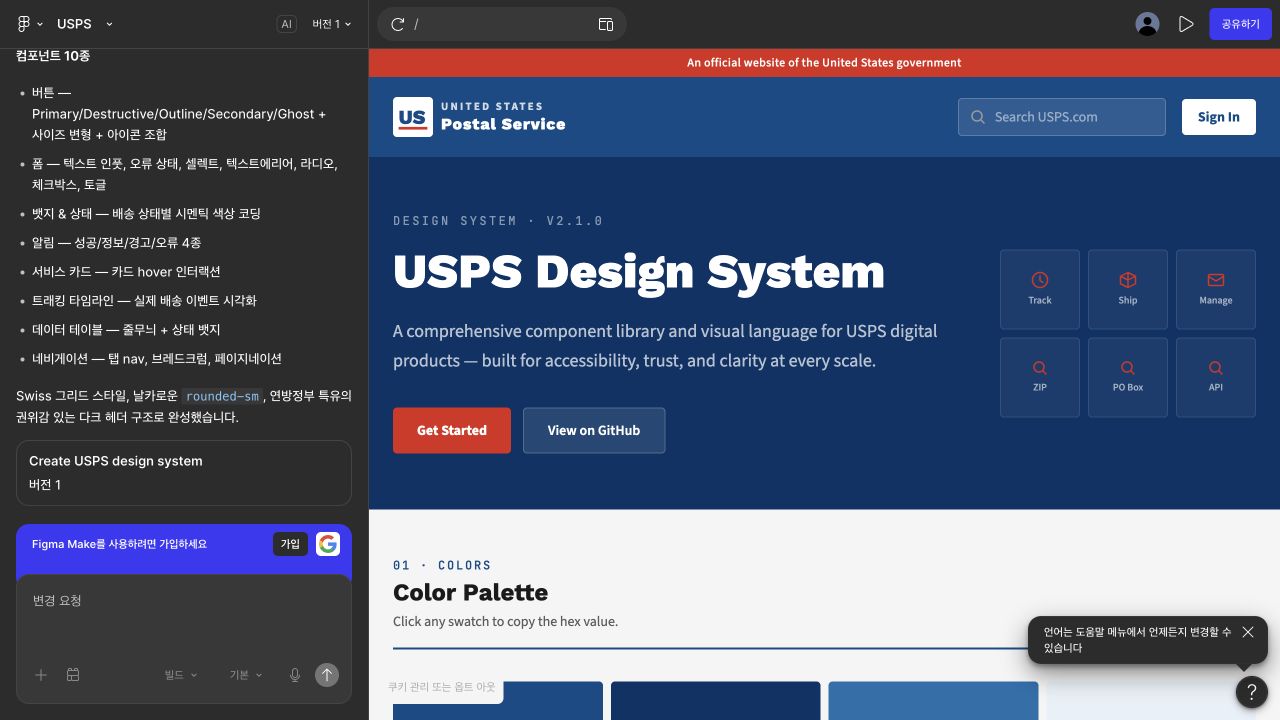 USPS
AI
버전 1
/
공유하기
컴포넌트 10종
버튼 —
Primary/Destructive/Outline/Secondary/Ghost +
사이즈 변형 + 아이콘 조합
폼 — 텍스트 인풋, 오류 상태, 셀렉트, 텍스트에리어, 라디오,
체크박스, 토글
뱃지 & 상태 — 배송 상태별 시멘틱 색상 코딩
알림 — 성공/정보/경고/오류 4종
서비스 카드 — 카드 hover 인터랙션
트래킹 타임라인 — 실제 배송 이벤트 시각화
데이터 테이블 — 줄무늬 + 상태 뱃지
네비게이션 — 탭 nav, 브레드크럼, 페이지네이션
Swiss 그리드 스타일, 날카로운 rounded-sm, 연방정부 특유의
권위감 있는 다크 헤더 구조로 완성했습니다.
Create USPS design system
버전 1
Figma Make를 사용하려면 가입하세요
가입
변경 요청
빌드
기본
An official website of the United States government
US
UNITED STATES
Postal Service
Search USPS.com
Sign In
DESIGN SYSTEM · V2.1.0
USPS Design System
A comprehensive component library and visual language for USPS digital
products — built for accessibility, trust, and clarity at every scale.
Get Started
View on GitHub
Track
Ship
Manage
ZIP
PO Box
API
01 · COLORS
Color Palette
Click any swatch to copy the hex value.
쿠키 관리 또는 옵트 아웃
언어는 도움말 메뉴에서 언제든지 변경할 수
있습니다
?